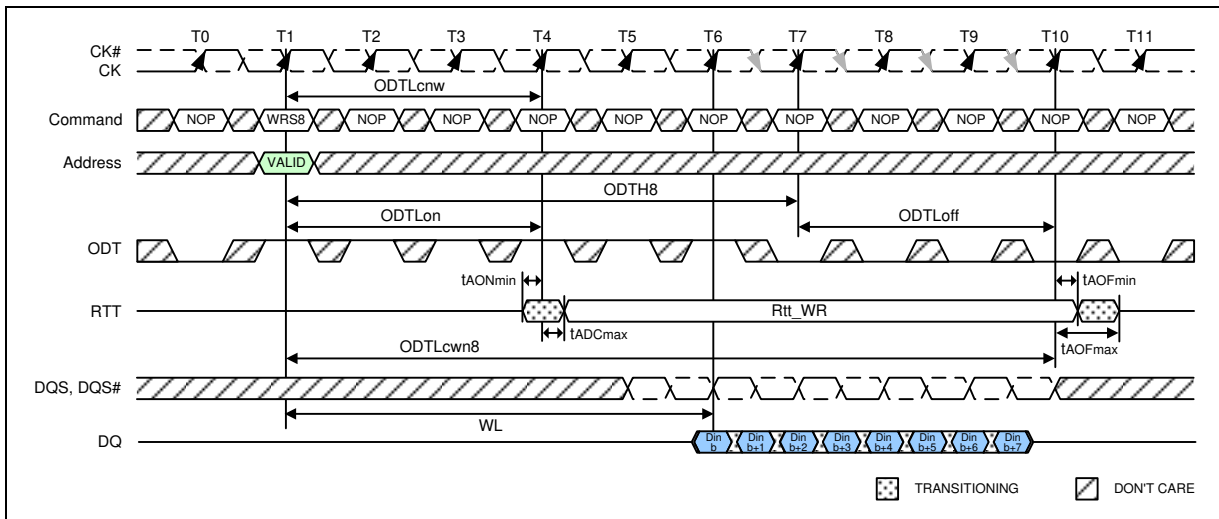 T0 T1 T2 T3 T4 T5 T6 T7 T8 T9 T10 T11
CK#
CK
ODTLcnw
Command NOP WRS8 NOP NOP NOP NOP NOP NOP NOP NOP NOP NOP
Address VALID
ODTH8
ODTLon ODTLoff
ODT
tAONmin tAOFmin
RTT Rtt_WR
tADCmax tAOFmax
ODTLcwn8
DQS, DQS#
WL
DQ Din b Din b+1 Din b+2 Din b+3 Din b+4 Din b+5 Din b+6 Din b+7
TRANSITIONING DON'T CARE